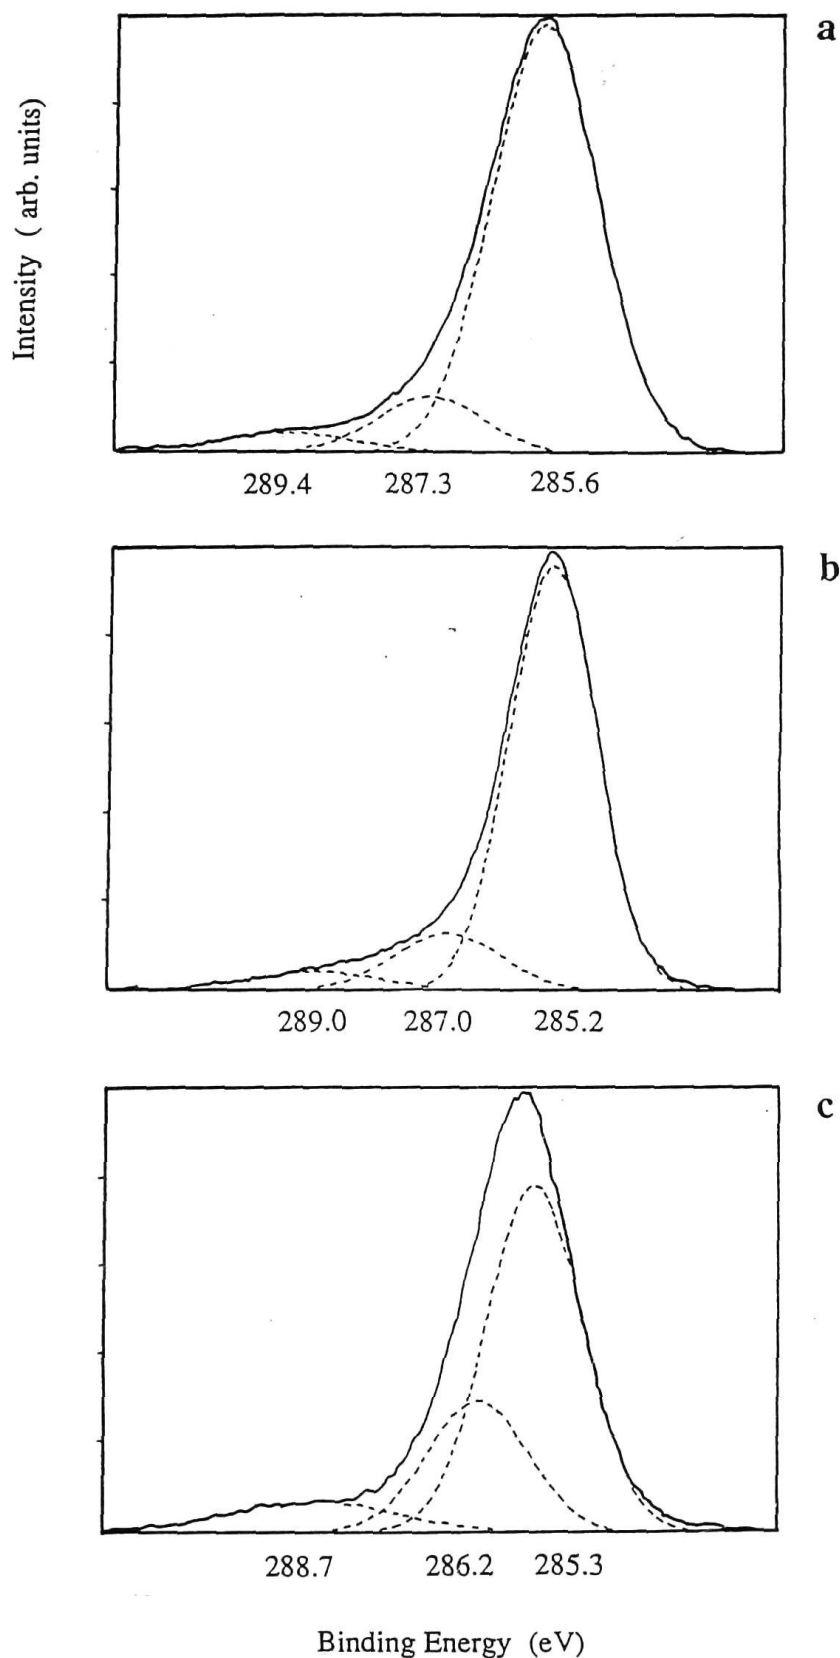 a
Intensity ( arb. units)
289.4 287.3 285.6
b
289.0 287.0 285.2
c
288.7 286.2 285.3
Binding Energy (eV)